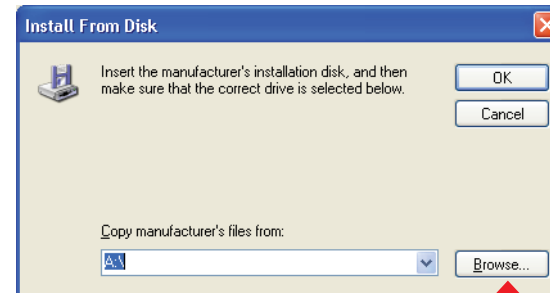 Install From Disk
Insert the manufacturer's installation disk, and then
make sure that the correct drive is selected below.
OK
Cancel
Copy manufacturer's files from:
A:\
Browse...